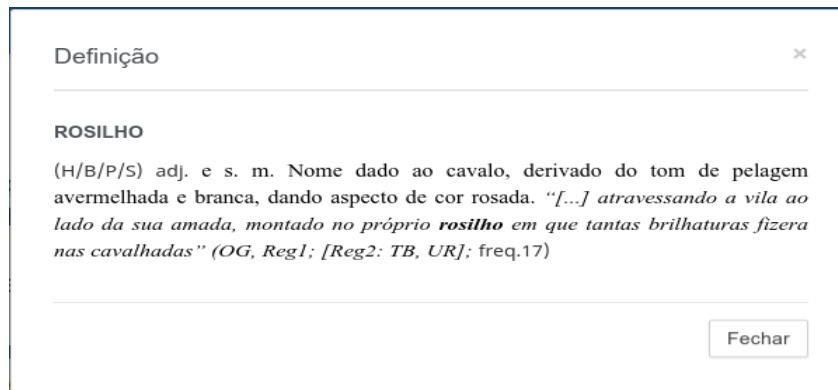 Definição ×
ROSILHO
(H/B/P/S) adj. e s. m. Nome dado ao cavalo, derivado do tom de pelagem
avermelhada e branca, dando aspecto de cor rosada. “[...] atravessando a vila ao
lado da sua amada, montado no próprio rosilho em que tantas brilhaturas fizera
nas cavalhadas” (OG, Reg1; [Reg2: TB, UR]; freq.17)
Fechar